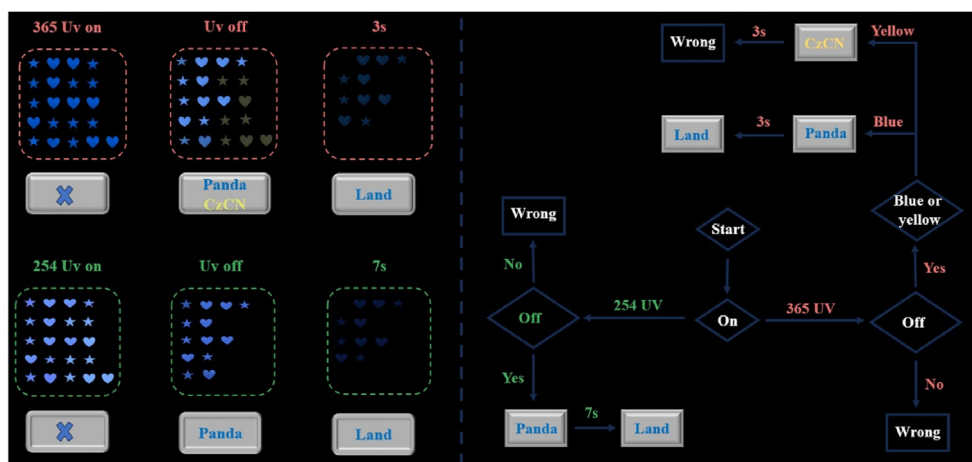 365 Uv on
Uv off
3s
Panda
CzCN
Land
254 Uv on
Uv off
7s
Panda
Land
Wrong
3s
CzCN
Yellow
Land
3s
Panda
Blue
Blue or
yellow
Wrong
Start
No
Yes
Off
254 UV
On
365 UV
Off
Yes
No
Panda
7s
Land
Wrong